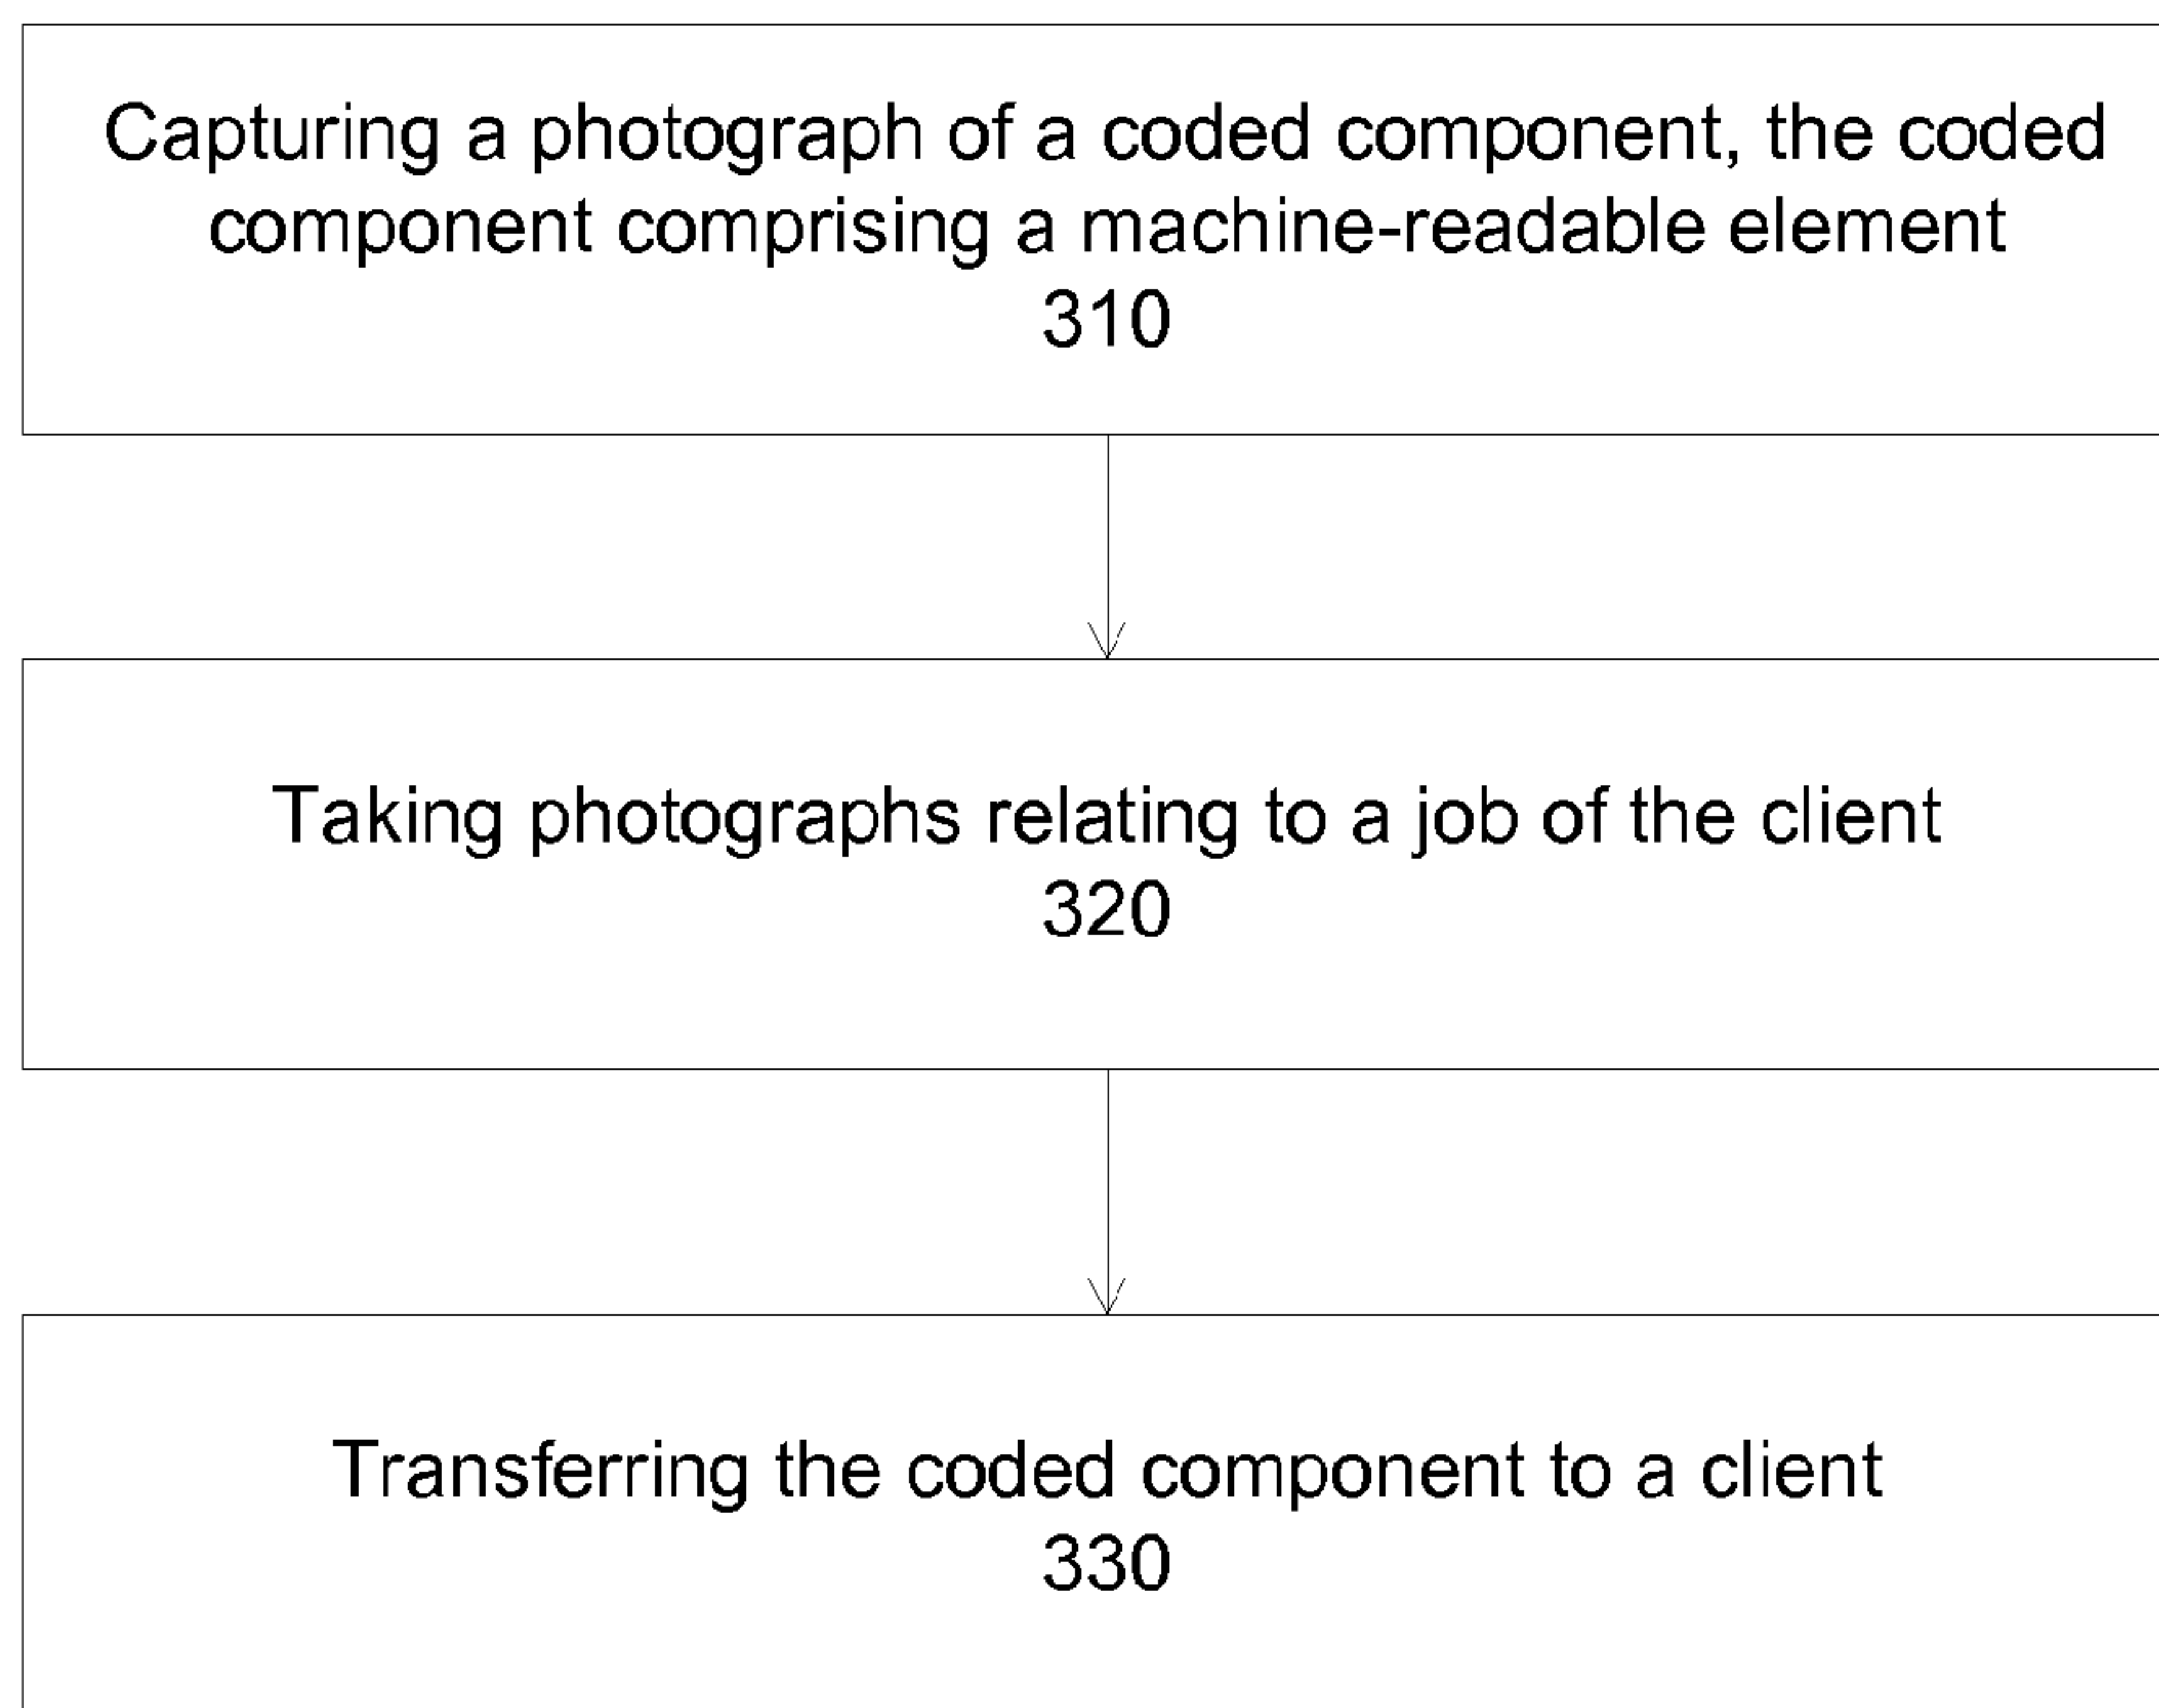 Capturing a photograph of a coded component, the coded
component comprising a machine-readable element
310
Taking photographs relating to a job of the client
320
Transferring the coded component to a client
330